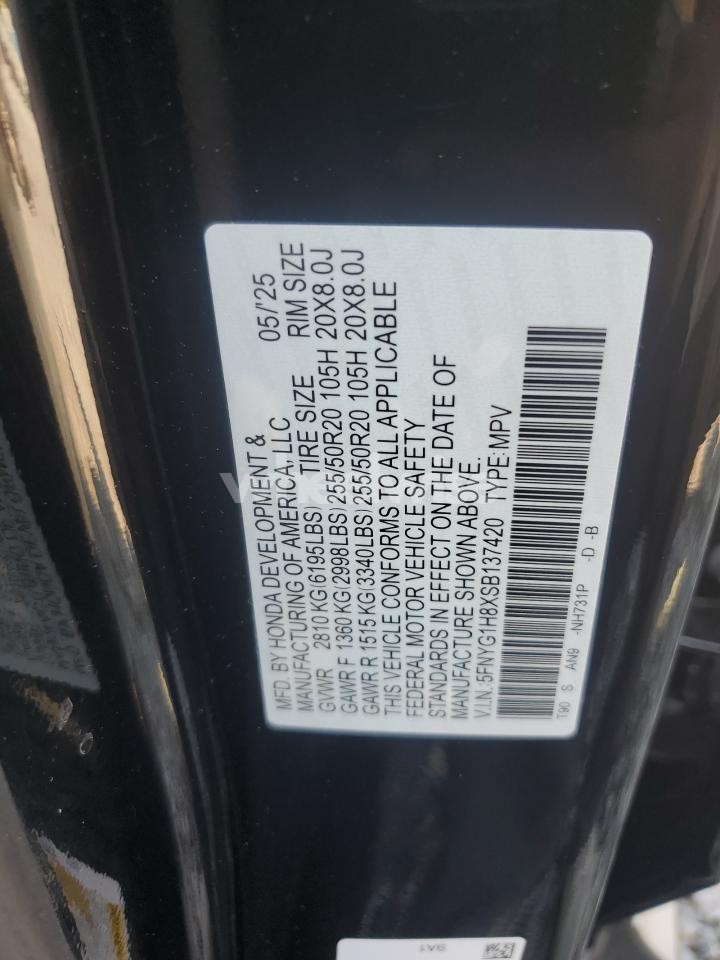 MFD. BY HONDA DEVELOPMENT &
MANUFACTURING OF AMERICA, LLC 05/'25
GVWR 2810 KG(6195LBS) TIRE SIZE RIM SIZE
GAWR F 1360 KG(2998LBS) 255/50R20 105H 20X8.0J
GAWR R 1515 KG(3340LBS) 255/50R20 105H 20X8.0J
THIS VEHICLE CONFORMS TO ALL APPLICABLE
FEDERAL MOTOR VEHICLE SAFETY
STANDARDS IN EFFECT ON THE DATE OF
MANUFACTURE SHOWN ABOVE.
V.I.N.:5FNYG1H8XSB137420 TYPE:MPV
T90 S AN9 -NH731P -D -B
9A1